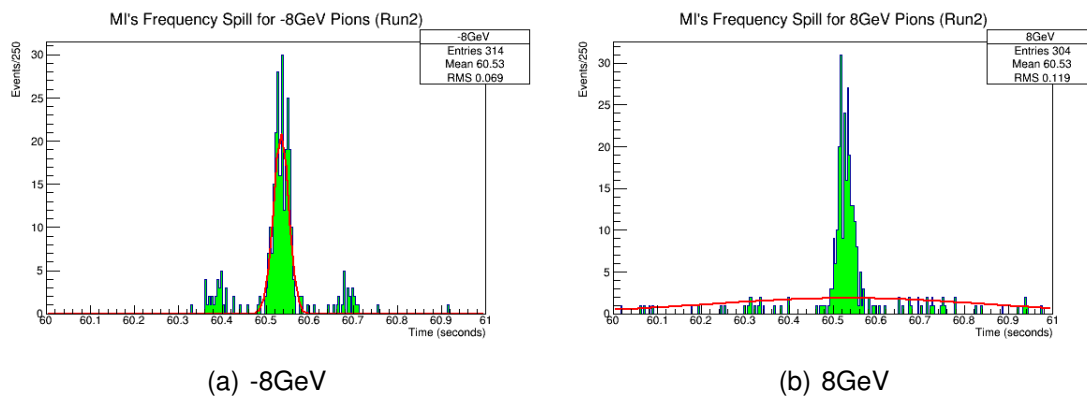 MI's Frequency Spill for -8GeV Pions (Run2)
-8GeV
Entries 314
Mean 60.53
RMS 0.069
Events/250
30
25
20
15
10
5
0
60 60.1 60.2 60.3 60.4 60.5 60.6 60.7 60.8 60.9 61
Time (seconds)
(a) -8GeV
MI's Frequency Spill for 8GeV Pions (Run2)
8GeV
Entries 304
Mean 60.53
RMS 0.119
Events/250
30
25
20
15
10
5
0
60 60.1 60.2 60.3 60.4 60.5 60.6 60.7 60.8 60.9 61
Time (seconds)
(b) 8GeV